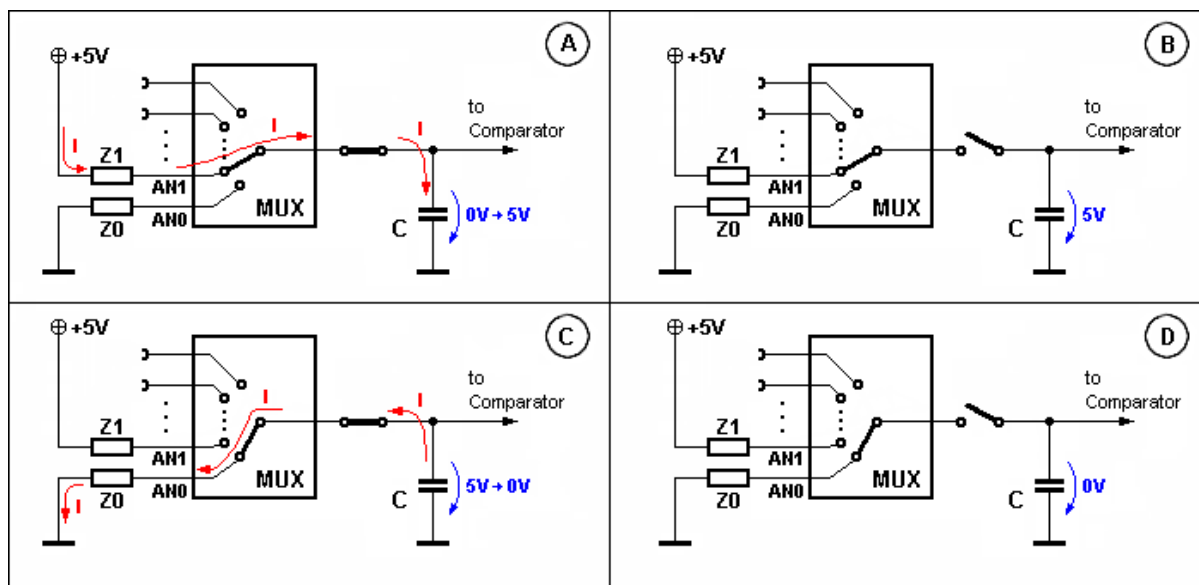 A
+5V
to
Comparator
I
I
I
Z1
AN1
AN0
Z0
MUX
C
0V→5V
B
+5V
to
Comparator
Z1
AN1
AN0
Z0
MUX
C
5V
C
+5V
to
Comparator
I
I
Z1
AN1
AN0
Z0
I
MUX
C
5V→0V
D
+5V
to
Comparator
Z1
AN1
AN0
Z0
MUX
C
0V